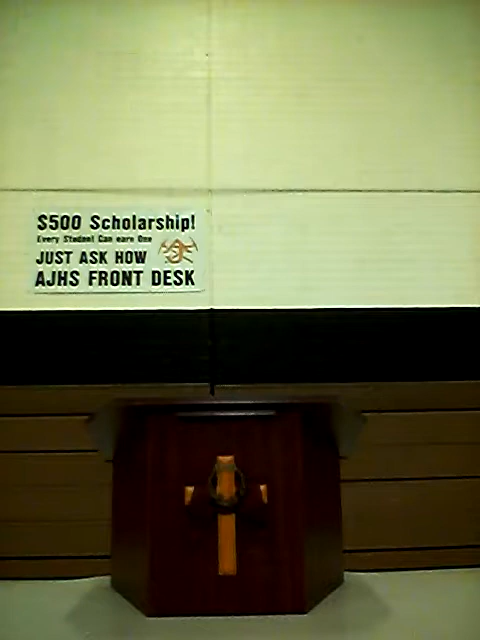 $500 Scholarship!
Every Student Can earn One
JUST ASK HOW
AJHS FRONT DESK